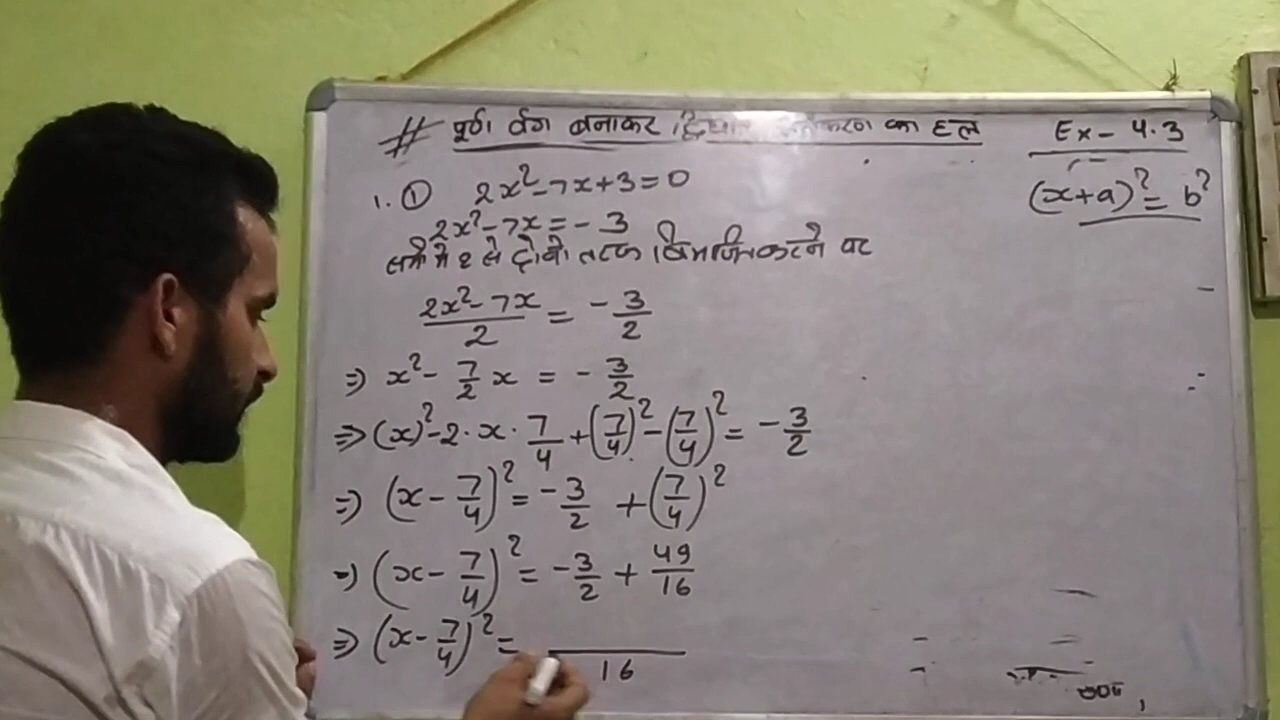 # पूर्ण वर्ग बनाकर द्विघात समीकरण का हल
Ex - 4.3
(x+a)² = b²
1. ① 2x² - 7x + 3 = 0
2x² - 7x = - 3
में 2 से दोनों तरफ विभाजित करने पर
2x² - 7x / 2 = - 3/2
⇒ x² - 7/2 x = - 3/2
⇒ (x)² - 2 · x · 7/4 + (7/4)² - (7/4)² = - 3/2
⇒ (x - 7/4)² = - 3/2 + (7/4)²
⇒ (x - 7/4)² = - 3/2 + 49/16
⇒ (x - 7/4)² = /16